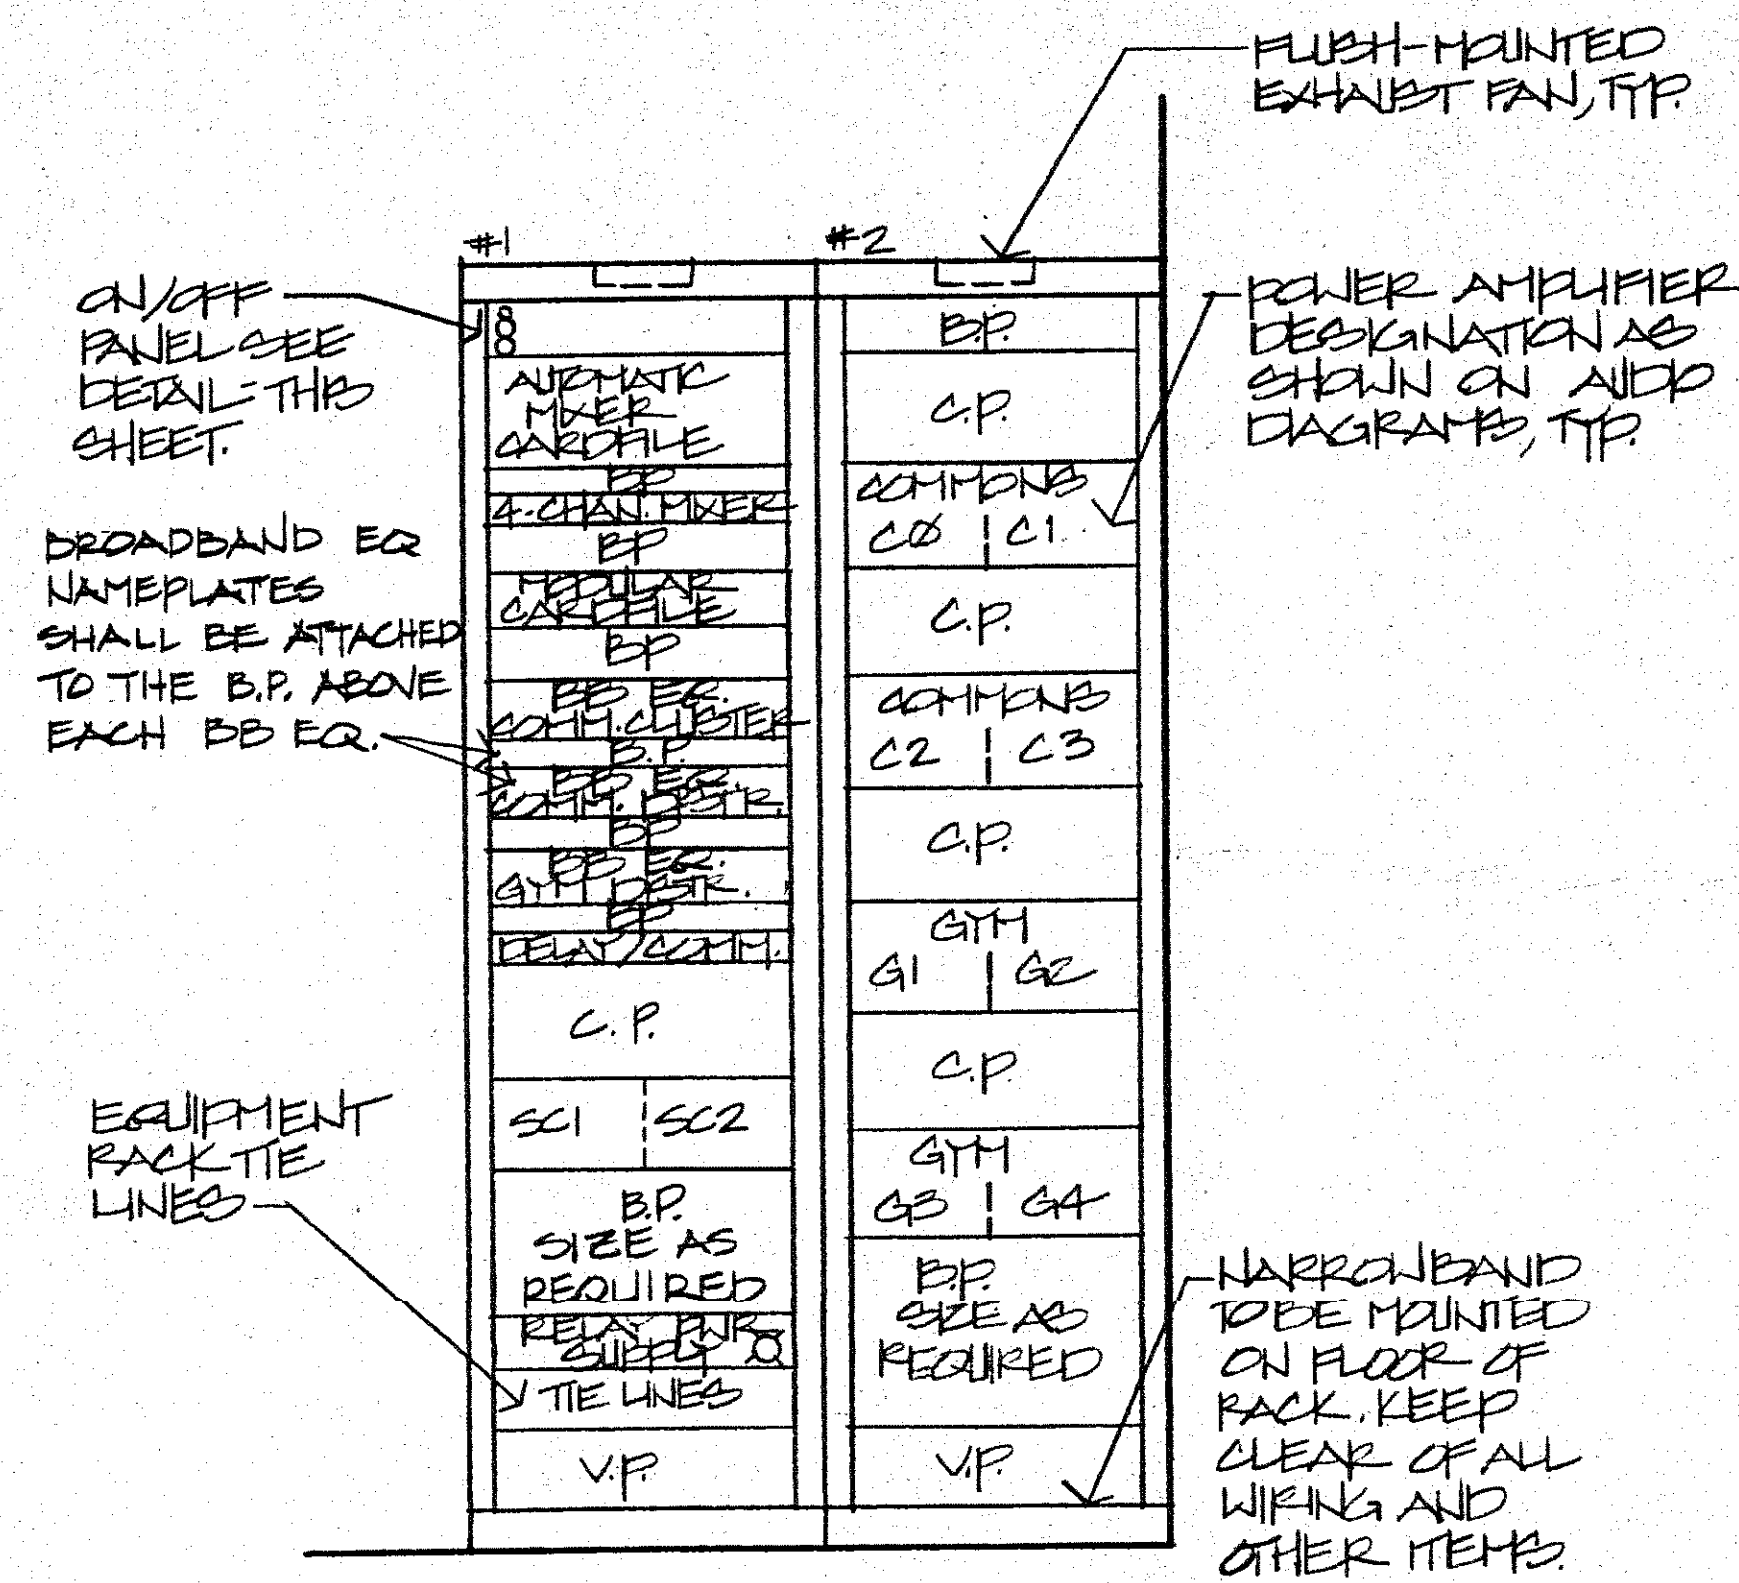 FLUSH-MOUNTED
EXHAUST FAN, TYP.
#1
#2
ON/OFF
PANEL SEE
DETAIL-THIS
SHEET.
POWER AMPLIFIER
DESIGNATION AS
SHOWN ON AUDIO
DIAGRAMS, TYP.
BROADBAND EQ
NAMEPLATES
SHALL BE ATTACHED
TO THE B.P. ABOVE
EACH BB EQ.
EQUIPMENT
RACK TIE
LINES
AUTOMATIC
MIXER
CARDFILE
BP
4-CHAN. MIXER
BP
MODULAR
CARDFILE
BP
BB EQ.
COMM. CLUSTER
B.P.
BB EQ.
COMM. DISTR.
BP
BB EQ.
GYM DISTR.
BP
DELAY/COMM.
C.P.
SC1 SC2
B.P.
SIZE AS
REQUIRED
RELAY PWR
SUPPLY
TIE LINES
V.P.
B.P.
C.P.
COMMONS
CØ C1
C.P.
COMMONS
C2 C3
C.P.
GYM
G1 G2
C.P.
GYM
G3 G4
B.P.
SIZE AS
REQUIRED
V.P.
NARROWBAND
TO BE MOUNTED
ON FLOOR OF
RACK. KEEP
CLEAR OF ALL
WIRING AND
OTHER ITEMS.